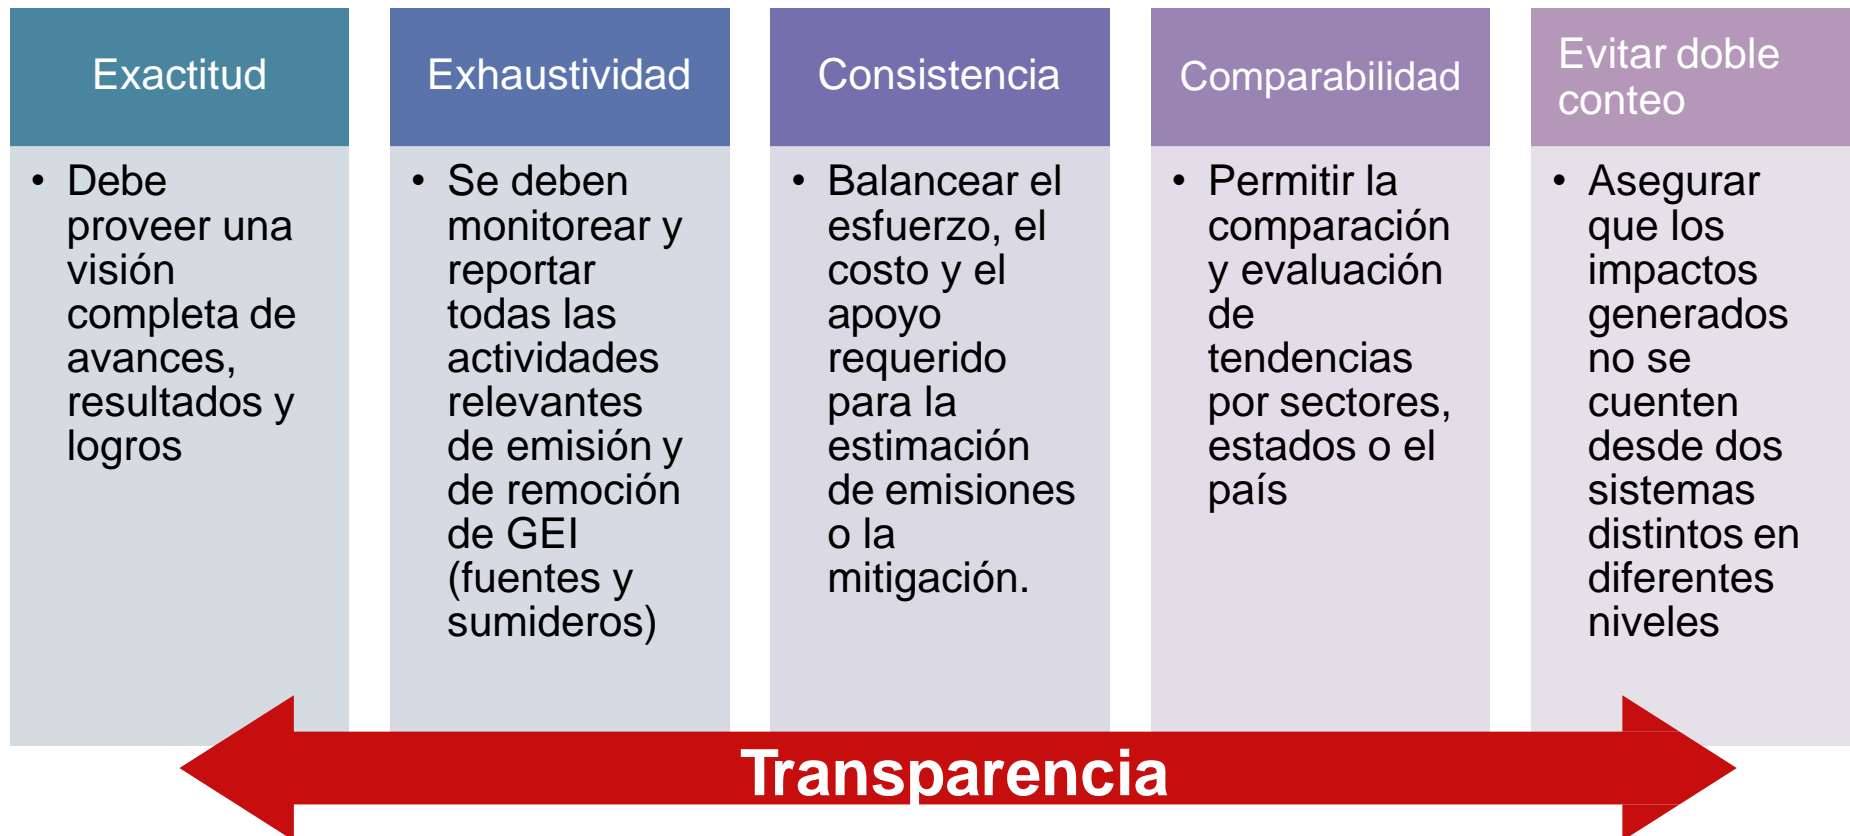 Exactitud
• Debe
proveer una
visión
completa de
avances,
resultados y
logros
Exhaustividad
• Se deben
monitorear y
reportar
todas las
actividades
relevantes
de emisión y
de remoción
de GEI
(fuentes y
sumideros)
Consistencia
• Balancear el
esfuerzo, el
costo y el
apoyo
requerido
para la
estimación
de emisiones
o la
mitigación.
Comparabilidad
• Permitir la
comparación
y evaluación
de
tendencias
por sectores,
estados o el
país
Evitar doble
conteo
• Asegurar
que los
impactos
generados
no se
cuenten
desde dos
sistemas
distintos en
diferentes
niveles
Transparencia